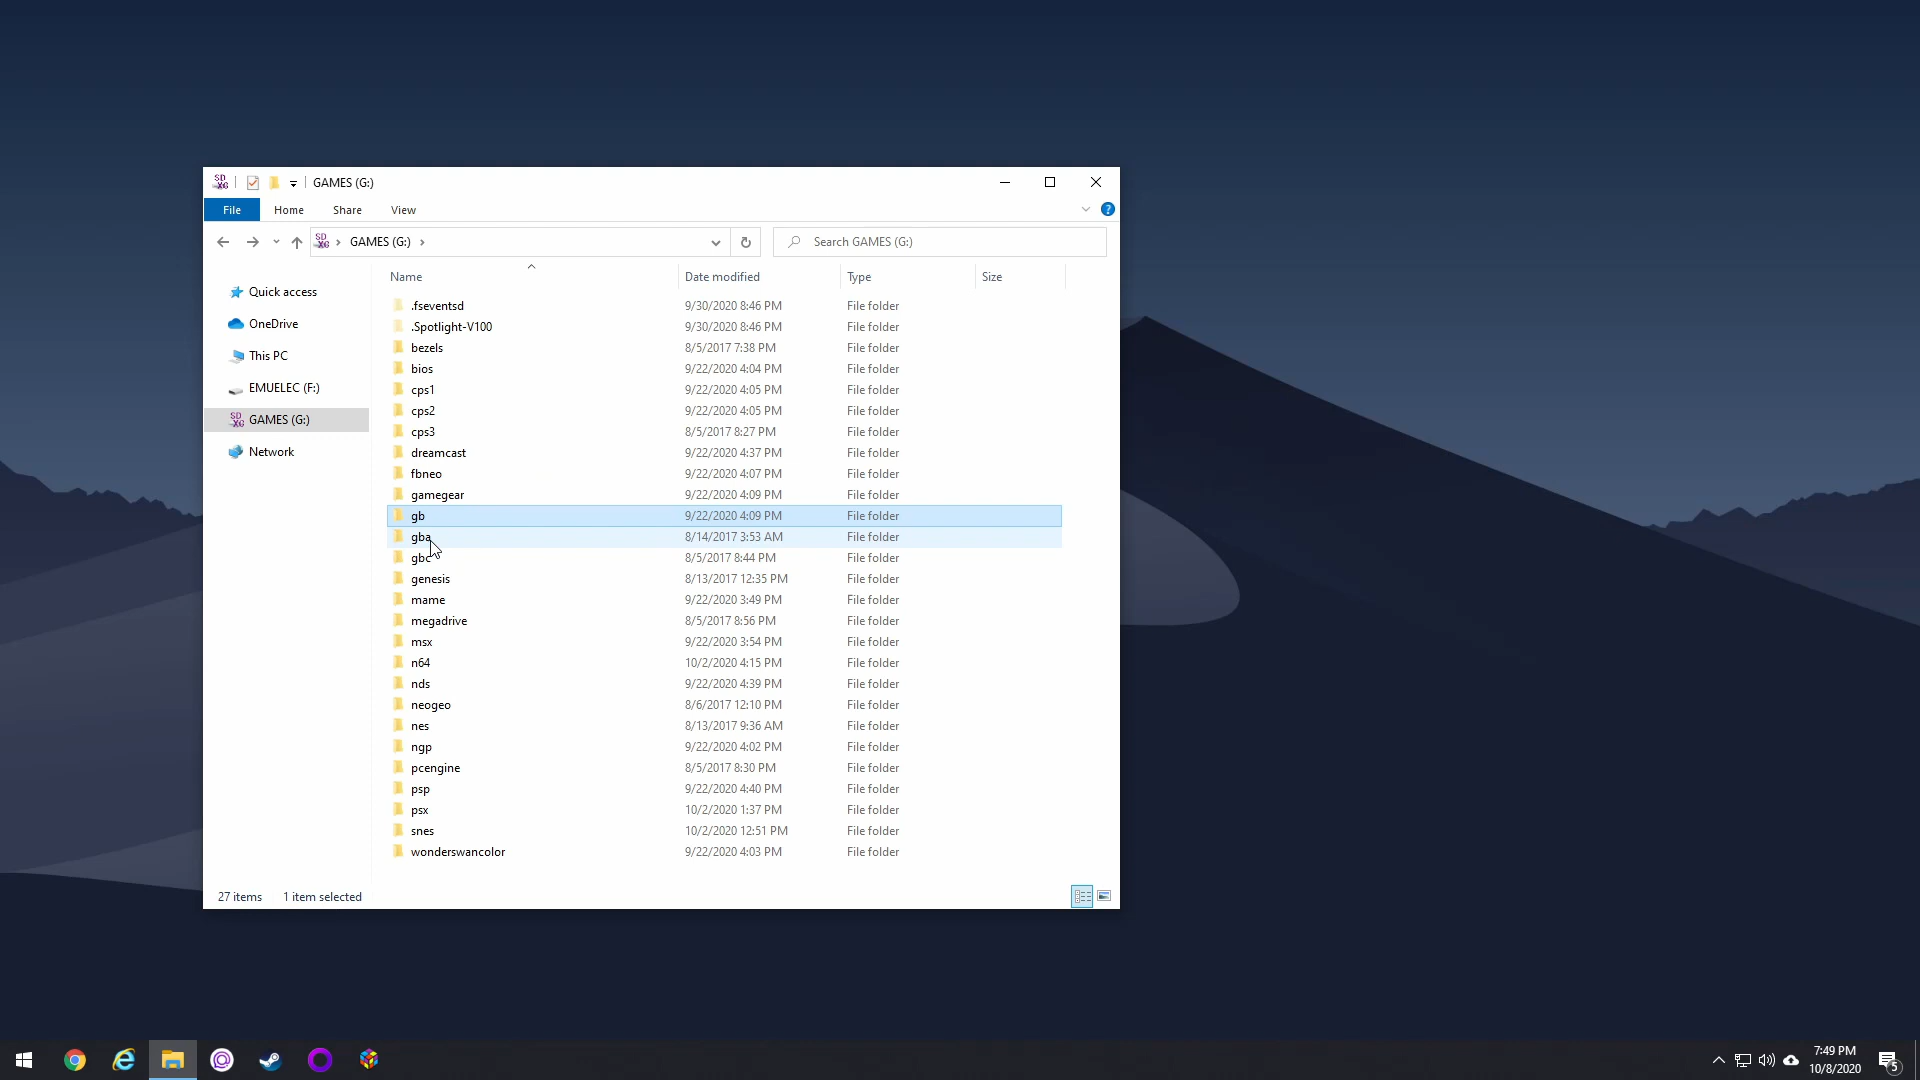 GAMES (G:)
File Home Share View
GAMES (G:) Search GAMES (G:)
Name Date modified Type Size
Quick access
OneDrive
This PC
EMUELEC (F:)
GAMES (G:)
Network
.fseventsd 9/30/2020 8:46 PM File folder
.Spotlight-V100 9/30/2020 8:46 PM File folder
bezels 8/5/2017 7:38 PM File folder
bios 9/22/2020 4:04 PM File folder
cps1 9/22/2020 4:05 PM File folder
cps2 9/22/2020 4:05 PM File folder
cps3 8/5/2017 8:27 PM File folder
dreamcast 9/22/2020 4:37 PM File folder
fbneo 9/22/2020 4:07 PM File folder
gamegear 9/22/2020 4:09 PM File folder
gb 9/22/2020 4:09 PM File folder
gba 8/14/2017 3:53 AM File folder
gbc 8/5/2017 8:44 PM File folder
genesis 8/13/2017 12:35 PM File folder
mame 9/22/2020 3:49 PM File folder
megadrive 8/5/2017 8:56 PM File folder
msx 9/22/2020 3:54 PM File folder
n64 10/2/2020 4:15 PM File folder
nds 9/22/2020 4:39 PM File folder
neogeo 8/6/2017 12:10 PM File folder
nes 8/13/2017 9:36 AM File folder
ngp 9/22/2020 4:02 PM File folder
pcengine 8/5/2017 8:30 PM File folder
psp 9/22/2020 4:40 PM File folder
psx 10/2/2020 1:37 PM File folder
snes 10/2/2020 12:51 PM File folder
wonderswancolor 9/22/2020 4:03 PM File folder
27 items 1 item selected
7:49 PM
10/8/2020
5